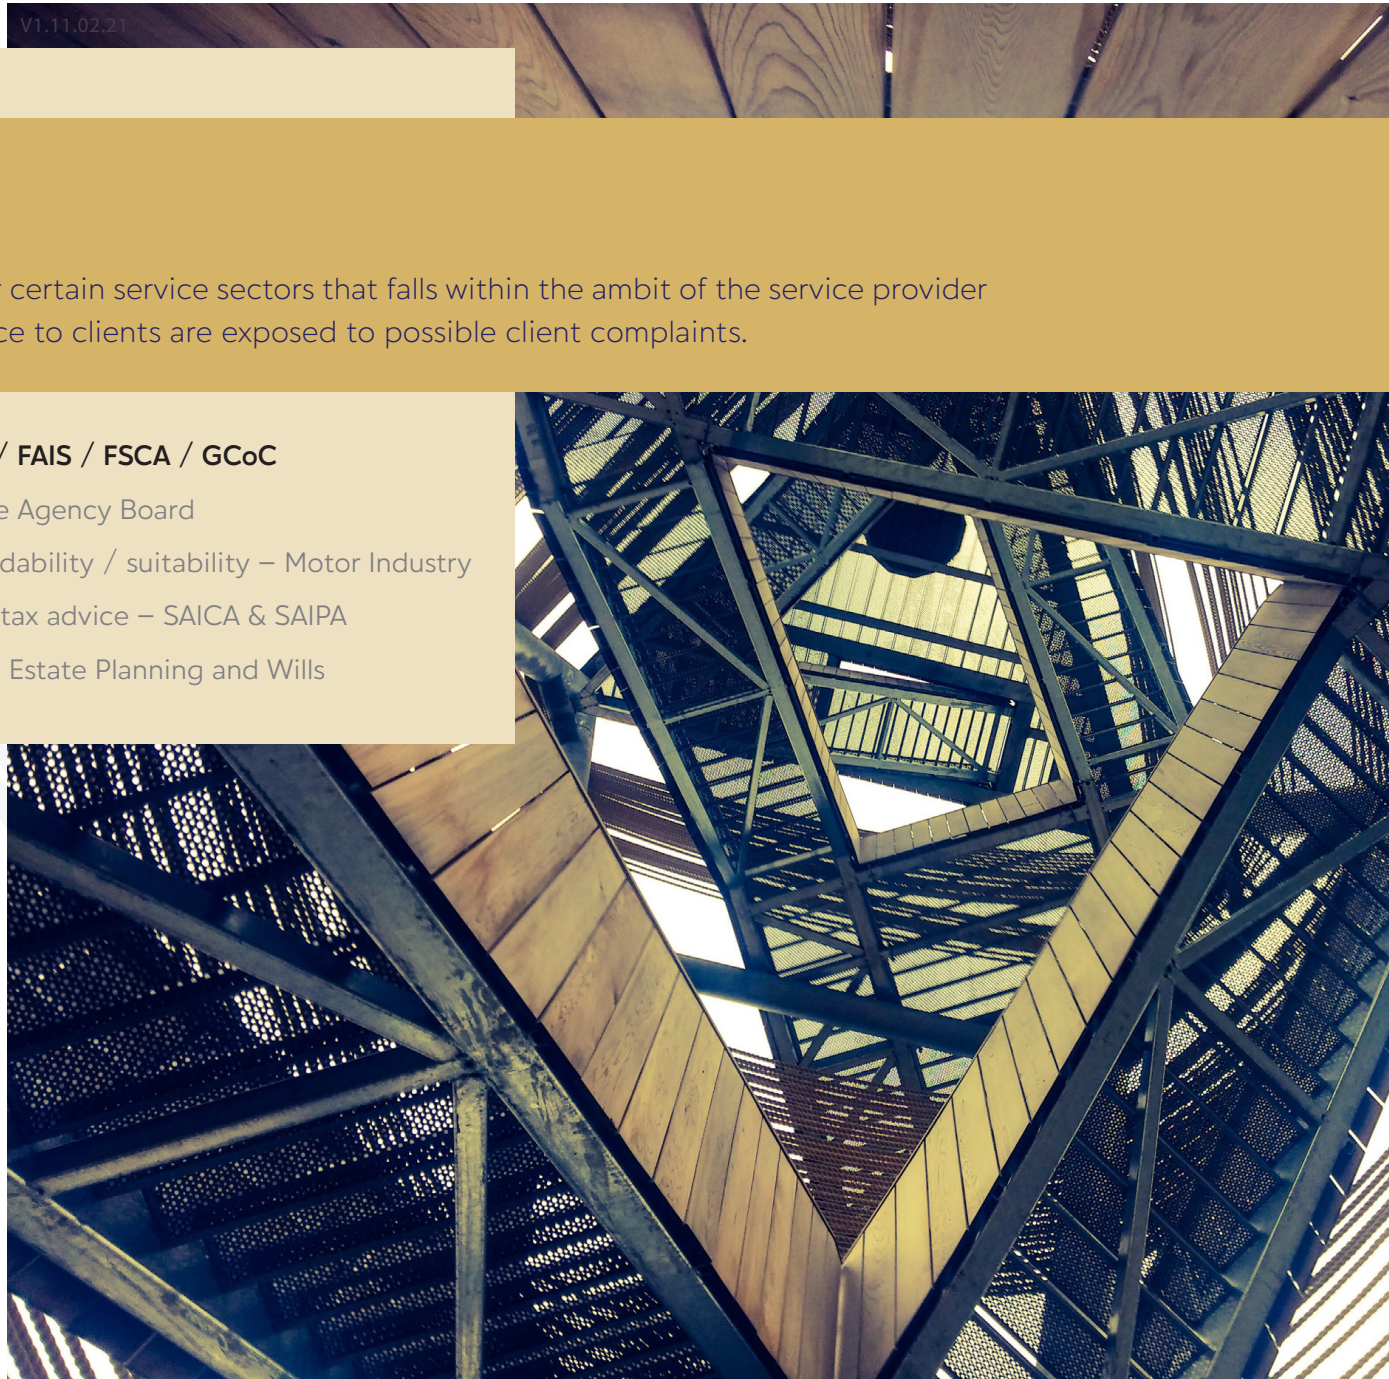 V1.11.02.21
certain service sectors that falls within the ambit of the service provider
to clients are exposed to possible client complaints.
/ FAIS / FSCA / GCoC
Agency Board
/ suitability – Motor Industry
tax advice – SAICA & SAIPA
Estate Planning and Wills